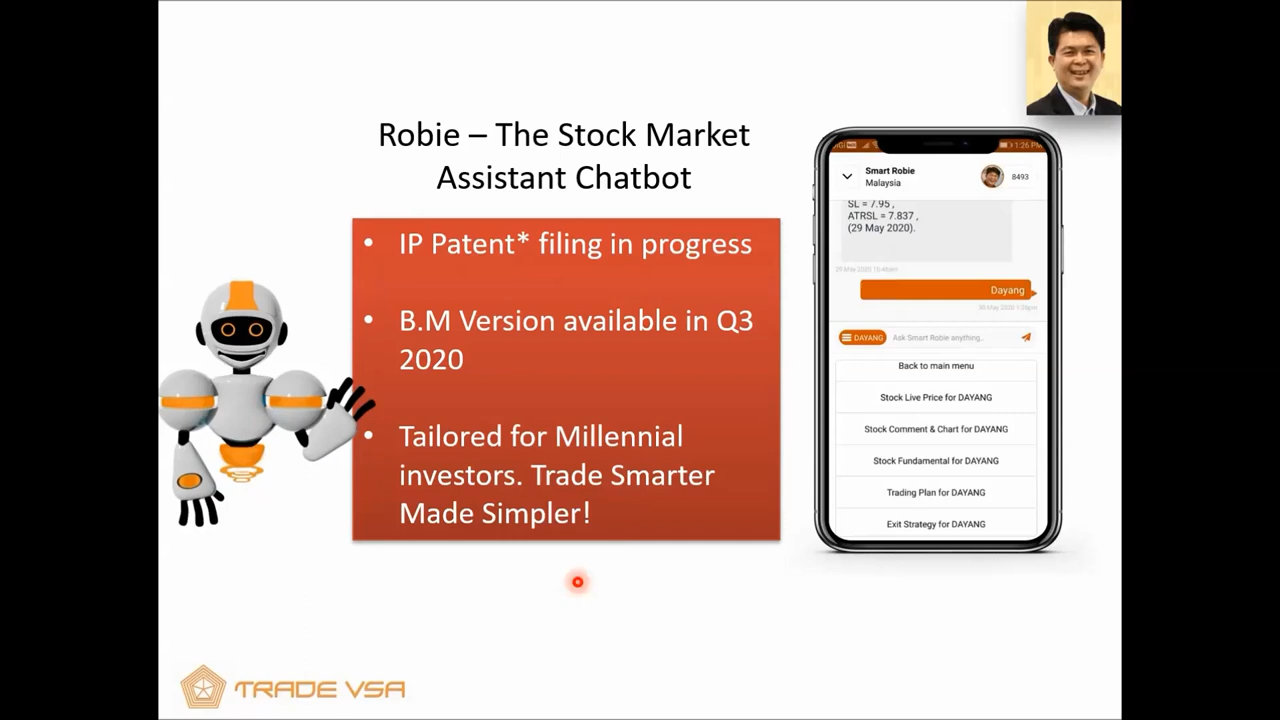 Robie – The Stock Market
Assistant Chatbot
• IP Patent* filing in progress
• B.M Version available in Q3
2020
• Tailored for Millennial
investors. Trade Smarter
Made Simpler!
1:26 PM
Smart Robie
Malaysia
8493
SL = 7.95 ,
ATRSL = 7.837 ,
(29 May 2020).
Dayang
DAYANG
Ask Smart Robie anything..
Back to main menu
Stock Live Price for DAYANG
Stock Comment & Chart for DAYANG
Stock Fundamental for DAYANG
Trading Plan for DAYANG
Exit Strategy for DAYANG
TRADE VSA